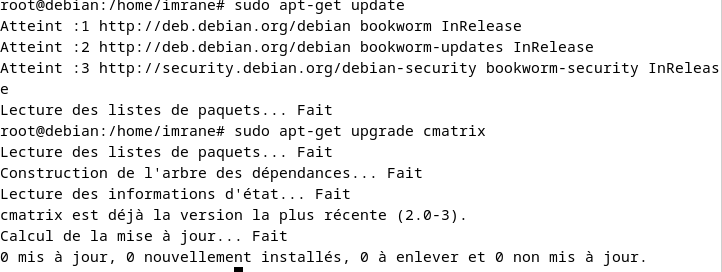 root@debian:/home/imrane# sudo apt-get update
Atteint :1 http://deb.debian.org/debian bookworm InRelease
Atteint :2 http://deb.debian.org/debian bookworm-updates InRelease
Atteint :3 http://security.debian.org/debian-security bookworm-security InReleas
e
Lecture des listes de paquets... Fait
root@debian:/home/imrane# sudo apt-get upgrade cmatrix
Lecture des listes de paquets... Fait
Construction de l'arbre des dépendances... Fait
Lecture des informations d'état... Fait
cmatrix est déjà la version la plus récente (2.0-3).
Calcul de la mise à jour... Fait
0 mis à jour, 0 nouvellement installés, 0 à enlever et 0 non mis à jour.